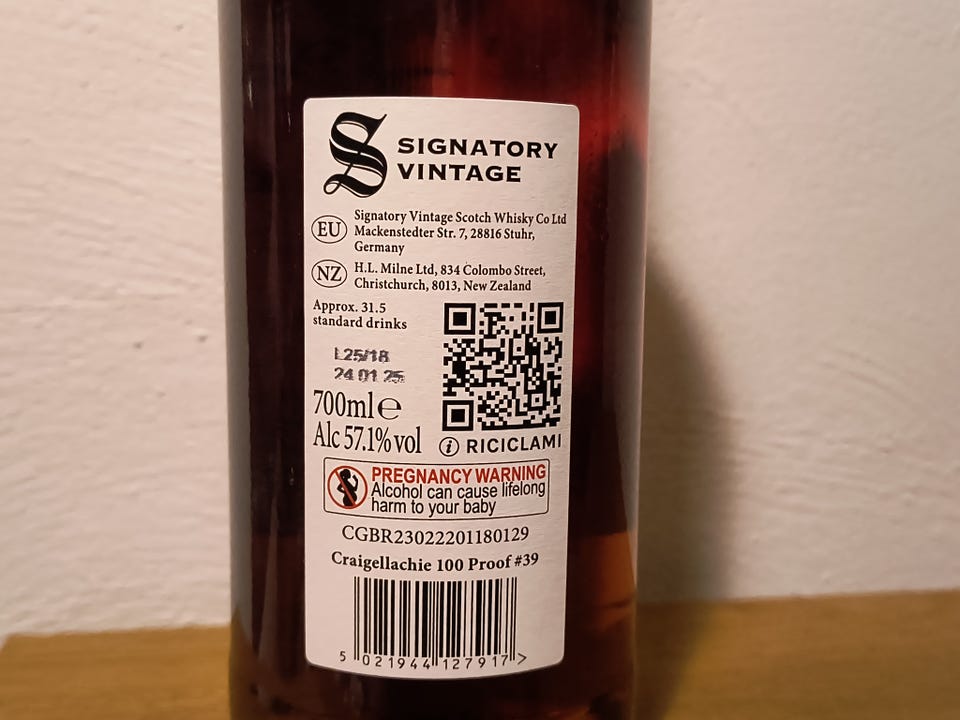 S SIGNATORY
VINTAGE
EU Signatory Vintage Scotch Whisky Co Ltd
Mackenstedter Str. 7, 28816 Stuhr,
Germany
NZ H.L. Milne Ltd, 834 Colombo Street,
Christchurch, 8013, New Zealand
Approx. 31.5
standard drinks
L25/18
24 01 25
700ml e
Alc 57.1% vol
i RICICLAMI
PREGNANCY WARNING
Alcohol can cause lifelong
harm to your baby
CGBR23022201180129
Craigellachie 100 Proof #39
5 021944 127917 >